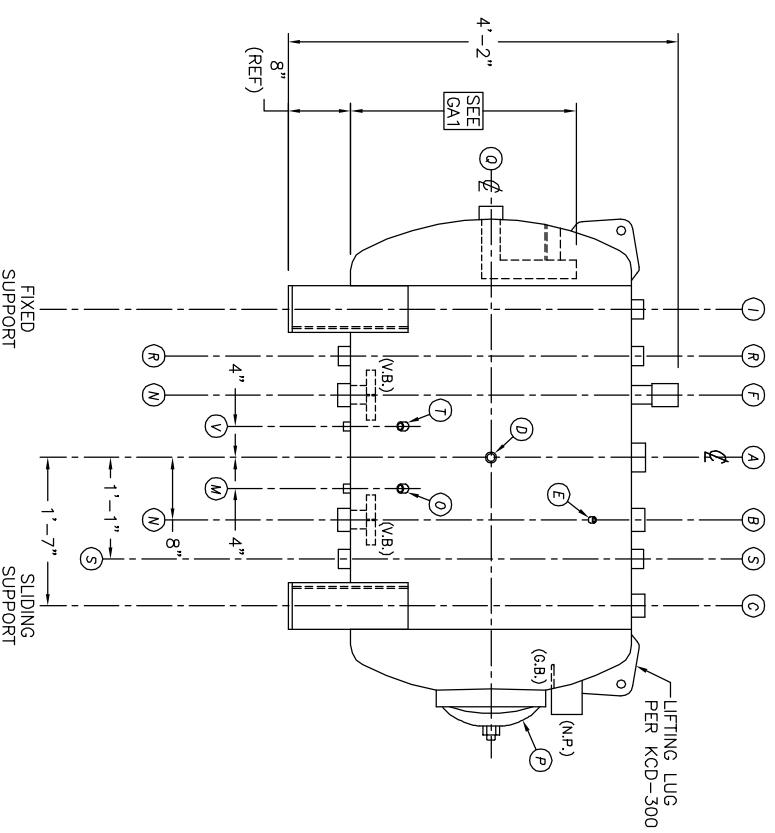 4'-2"
8"
(REF)
SEE
GA1
Q
℄
FIXED
SUPPORT
I
R
R
F
N
(V.B.)
4"
V
T
D
A
℄
M
O
4"
E
B
N
(V.B.)
8"
S
S
1'-1"
1'-7"
SLIDING
SUPPORT
C
(G.B.)
(N.P.)
P
LIFTING LUG
PER KCD-300